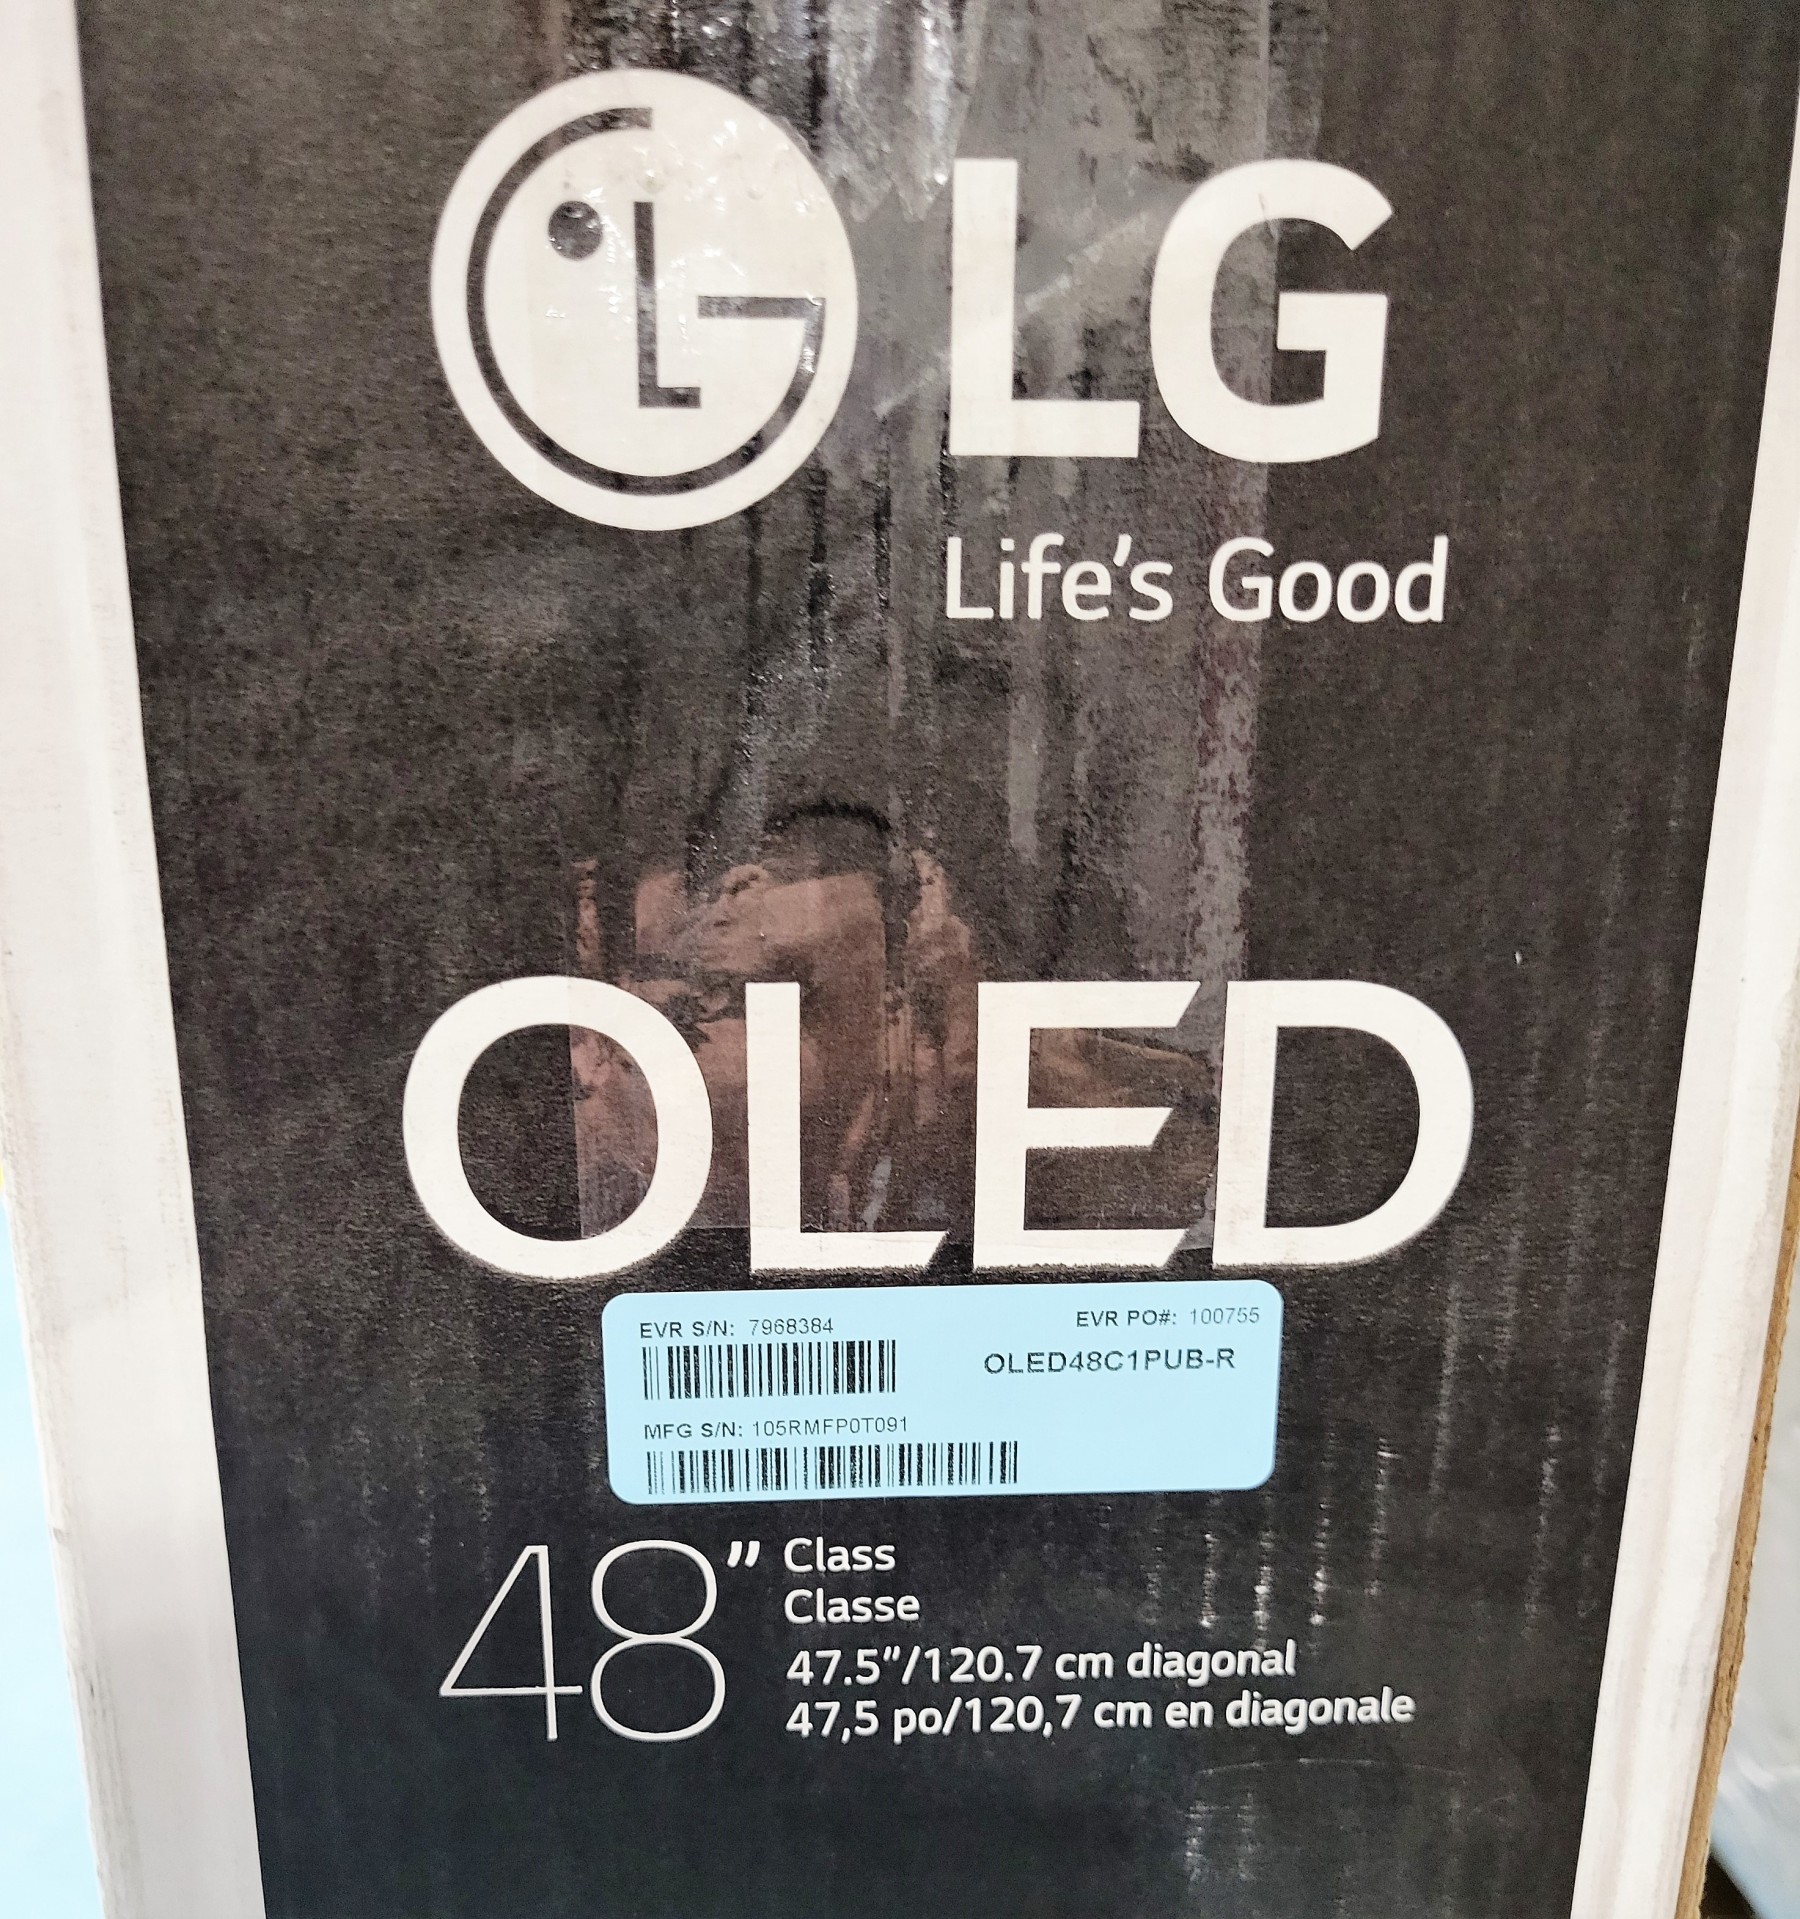 LG
Life's Good
OLED
EVR S/N: 7968384
EVR PO#: 100755
OLED48C1PUB-R
MFG S/N: 105RMFP0T091
48" Class
Classe
47.5"/120.7 cm diagonal
47,5 po/120,7 cm en diagonale